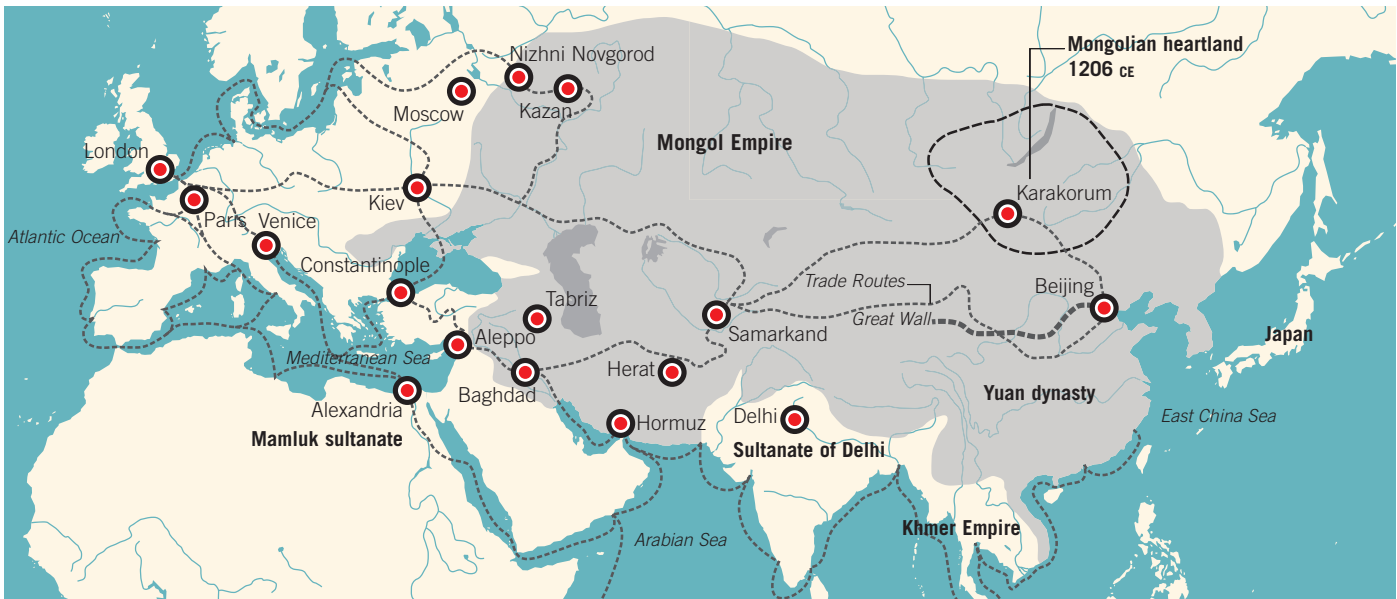 Mongolian heartland
1206 CE
Nizhni Novgorod
Moscow
Kazan
Mongol Empire
London
Karakorum
Kiev
Paris
Venice
Atlantic Ocean
Constantinople
Trade Routes
Beijing
Tabriz
Great Wall
Samarkand
Japan
Aleppo
Mediterranean Sea
Herat
Baghdad
Yuan dynasty
Alexandria
Hormuz
Delhi
East China Sea
Mamluk sultanate
Sultanate of Delhi
Khmer Empire
Arabian Sea